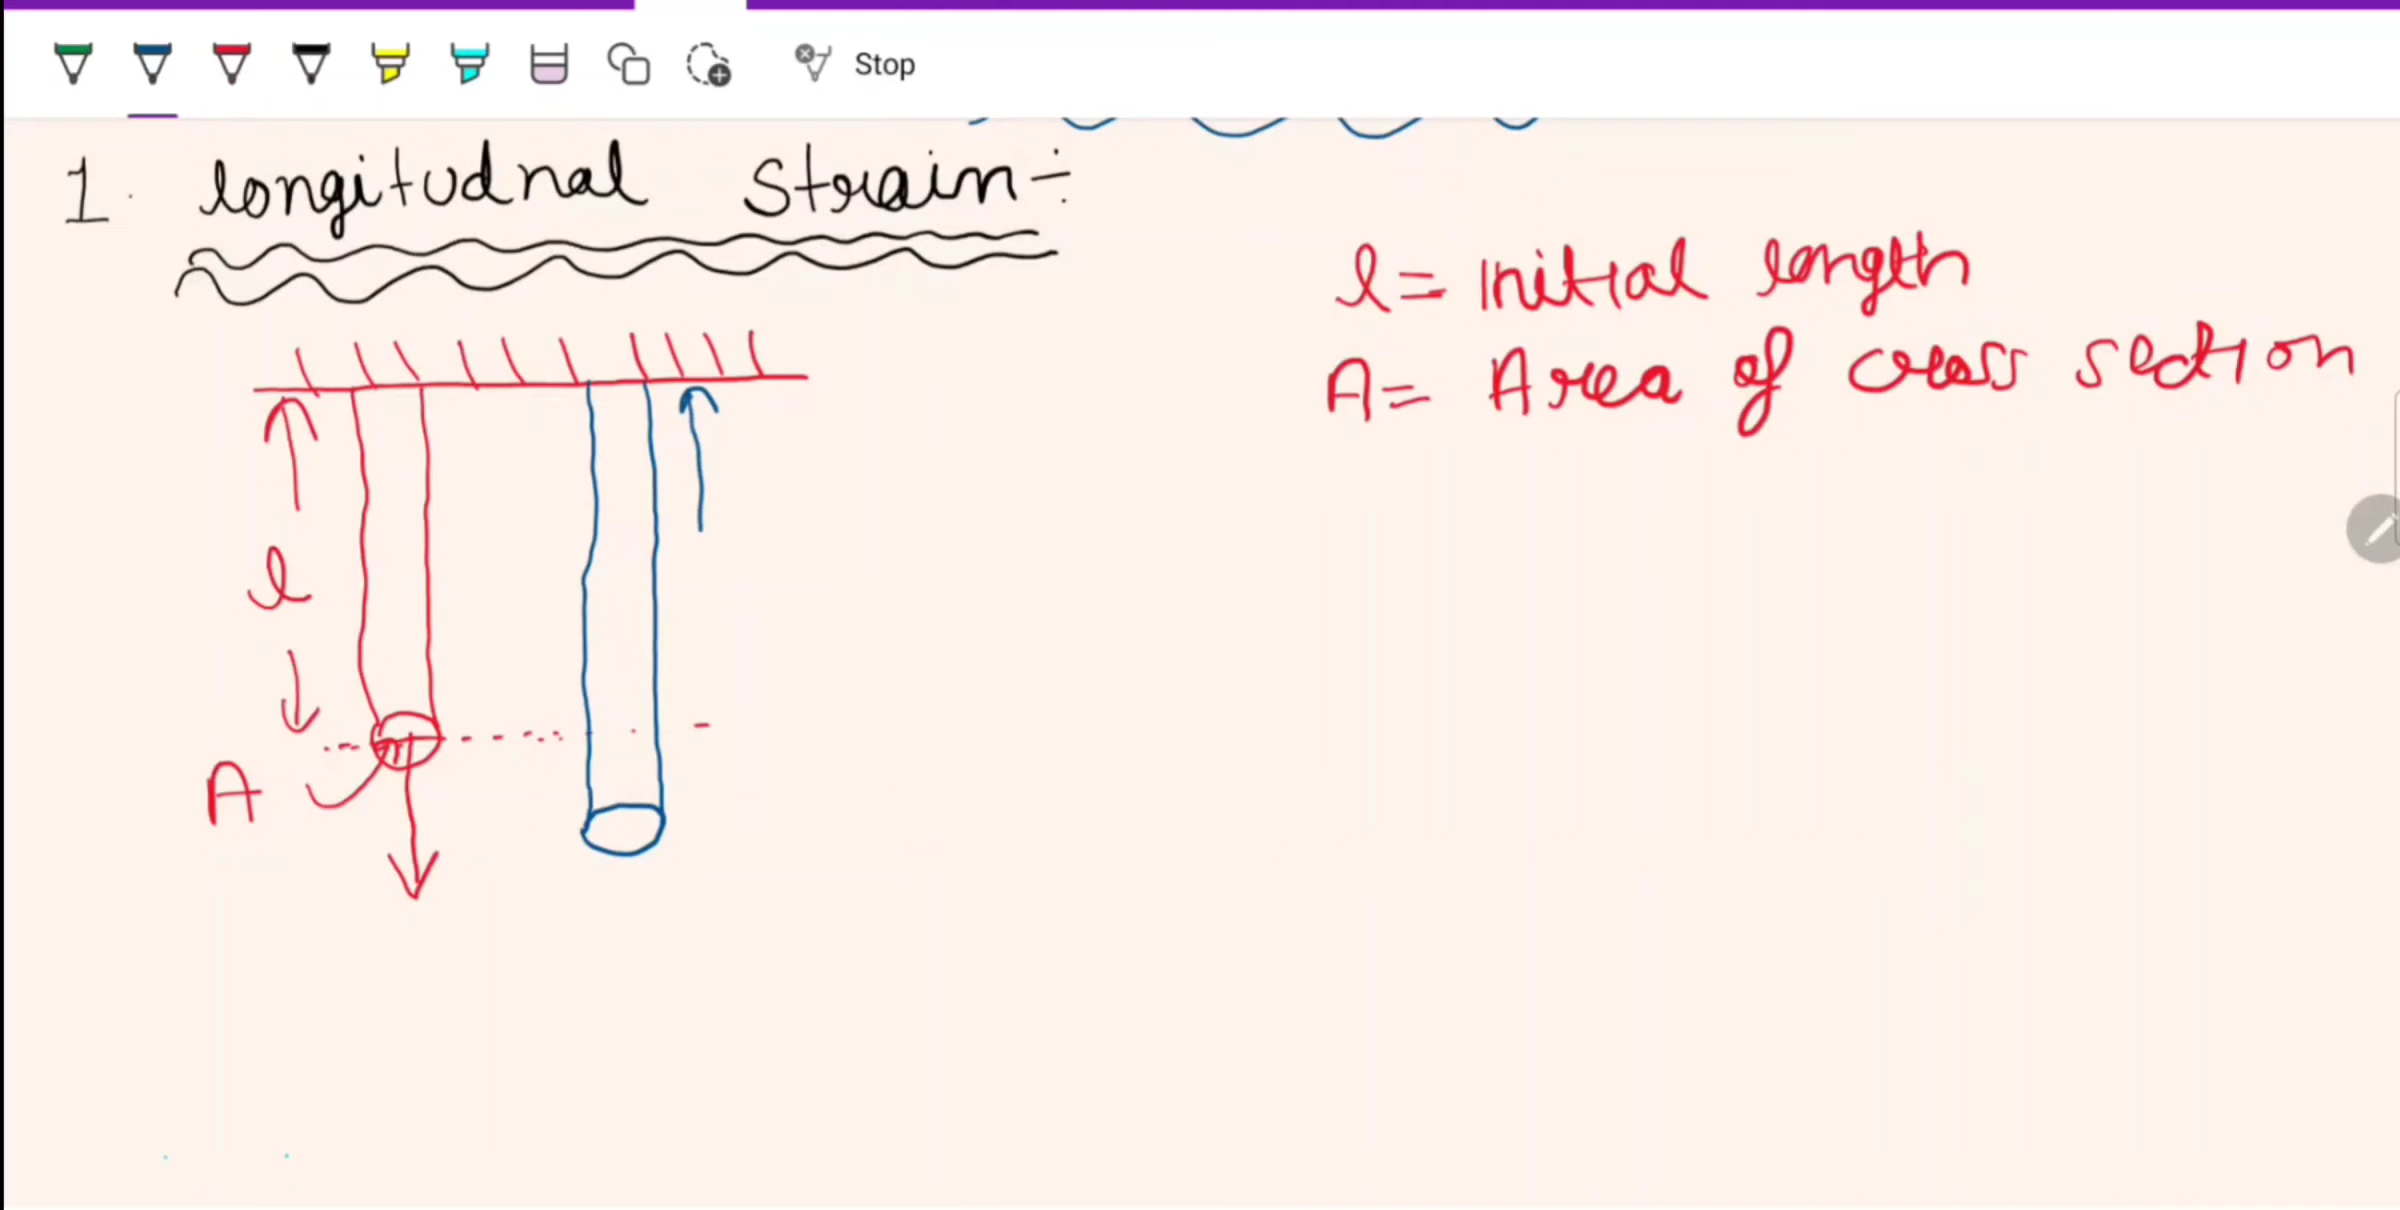 Stop
1. longitudnal strain ÷
l = Initial length
A = Area of cross section
l
A